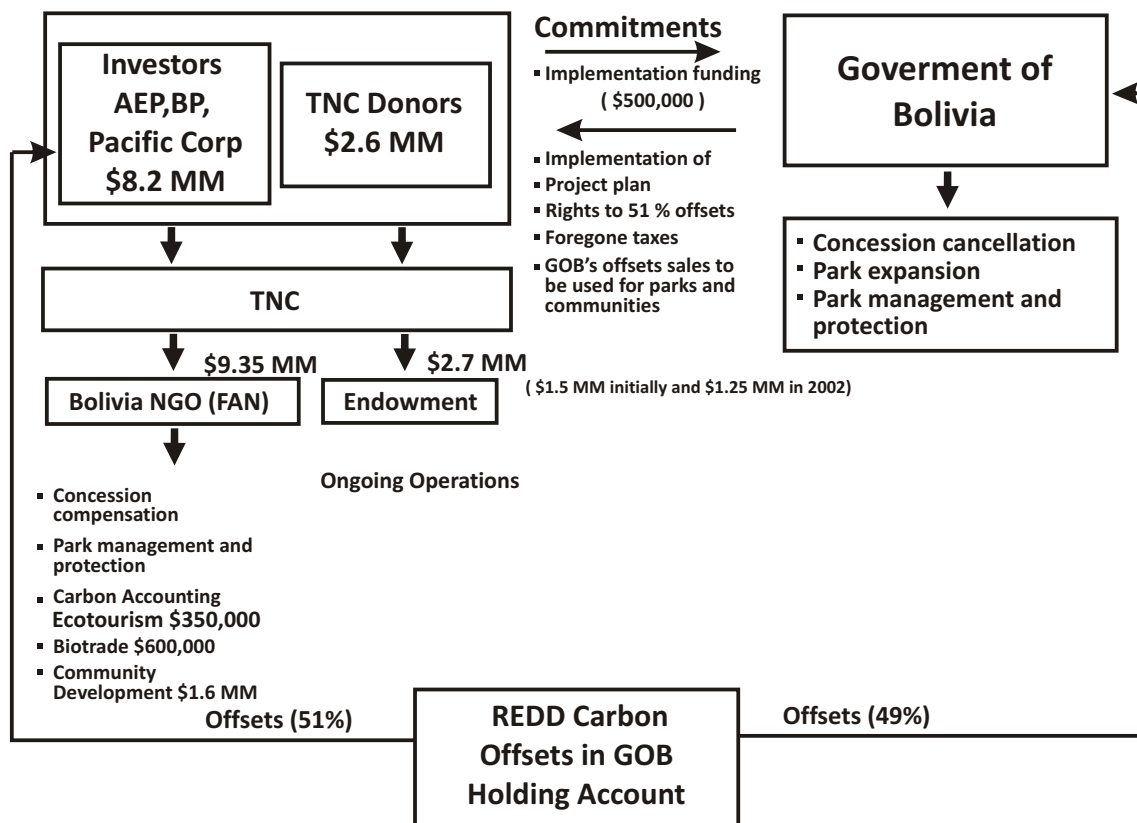 Investors
AEP,BP,
Pacific Corp
$8.2 MM
TNC Donors
$2.6 MM
Commitments
▪ Implementation funding
( $500,000 )
▪ Implementation of
▪ Project plan
▪ Rights to 51 % offsets
▪ Foregone taxes
▪ GOB's offsets sales to
be used for parks and
communities
Goverment of
Bolivia
▪ Concession cancellation
▪ Park expansion
▪ Park management and
protection
TNC
$9.35 MM
$2.7 MM
( $1.5 MM initially and $1.25 MM in 2002)
Bolivia NGO (FAN)
Endowment
Ongoing Operations
▪ Concession
compensation
▪ Park management and
protection
▪ Carbon Accounting
Ecotourism $350,000
▪ Biotrade $600,000
▪ Community
Development $1.6 MM
Offsets (51%)
REDD Carbon
Offsets in GOB
Holding Account
Offsets (49%)